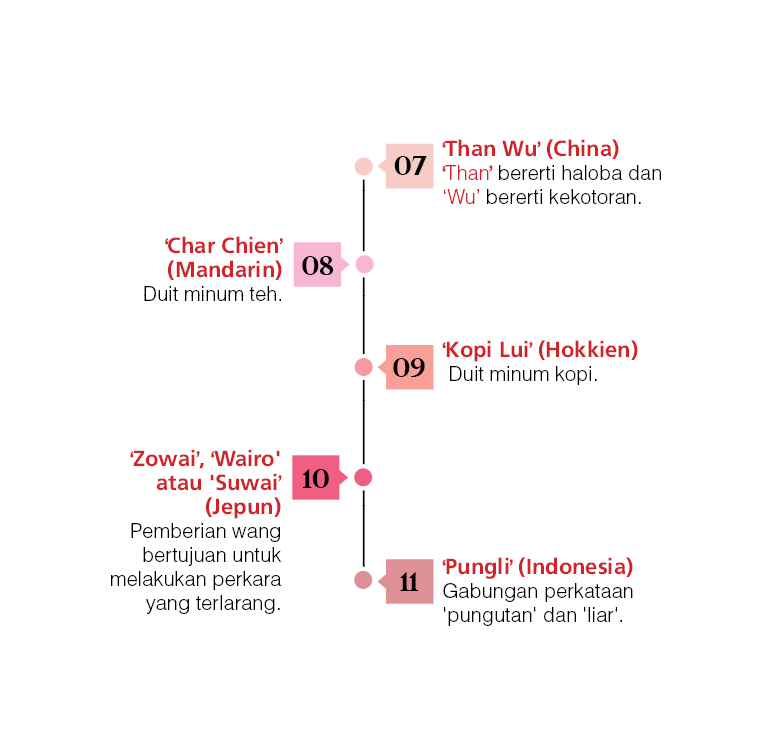 07
‘Than Wu’ (China)
‘Than’ bererti haloba dan
‘Wu’ bererti kekotoran.
‘Char Chien’
(Mandarin)
Duit minum teh.
08
09
‘Kopi Lui’ (Hokkien)
Duit minum kopi.
‘Zowai’, ‘Wairo'
atau 'Suwai’
(Jepun)
Pemberian wang
bertujuan untuk
melakukan perkara
yang terlarang.
10
11
‘Pungli’ (Indonesia)
Gabungan perkataan
'pungutan' dan 'liar'.